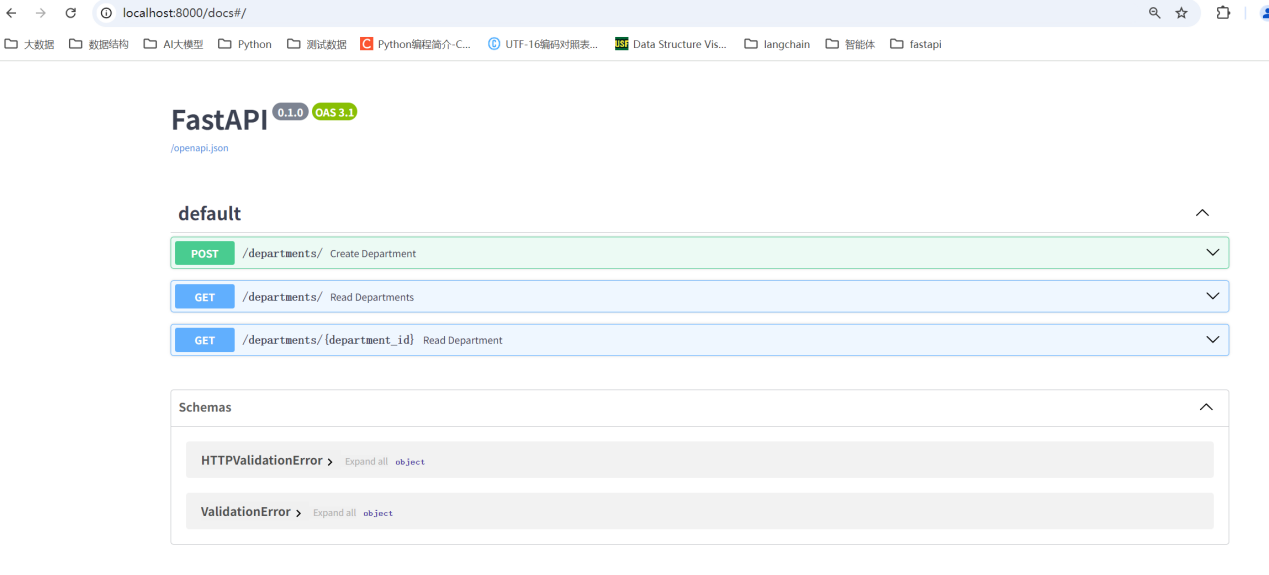 localhost:8000/docs#/
大数据 数据结构 AI大模型 Python 测试数据 Python编程简介-C... UTF-16编码对照表... USF Data Structure Vis... langchain 智能体 fastapi
FastAPI 0.1.0 OAS 3.1
/openapi.json
default
POST /departments/ Create Department
GET /departments/ Read Departments
GET /departments/{department_id} Read Department
Schemas
HTTPValidationError Expand all object
ValidationError Expand all object